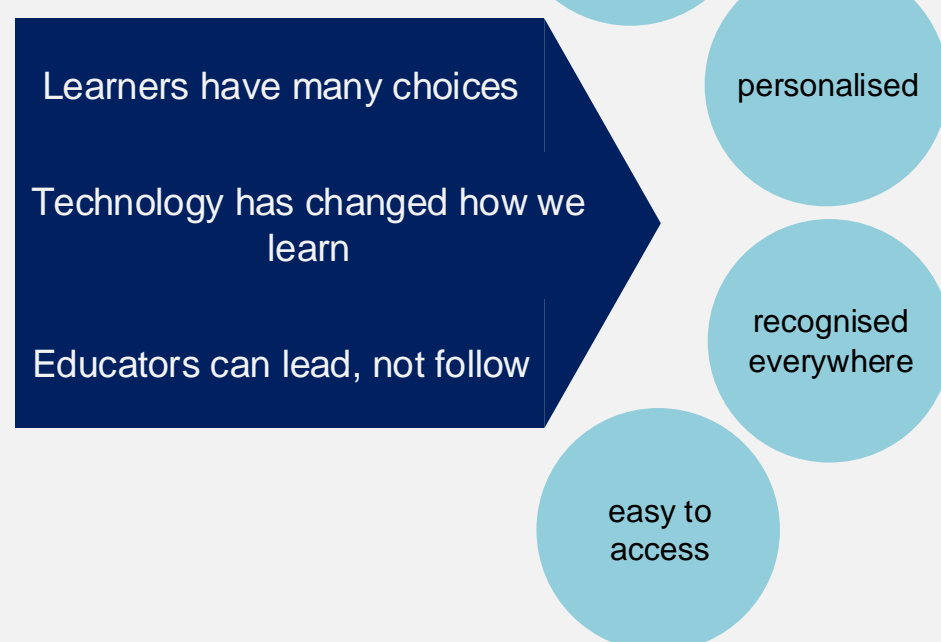 Learners have many choices
Technology has changed how we
learn
Educators can lead, not follow
personalised
recognised
everywhere
easy to
access